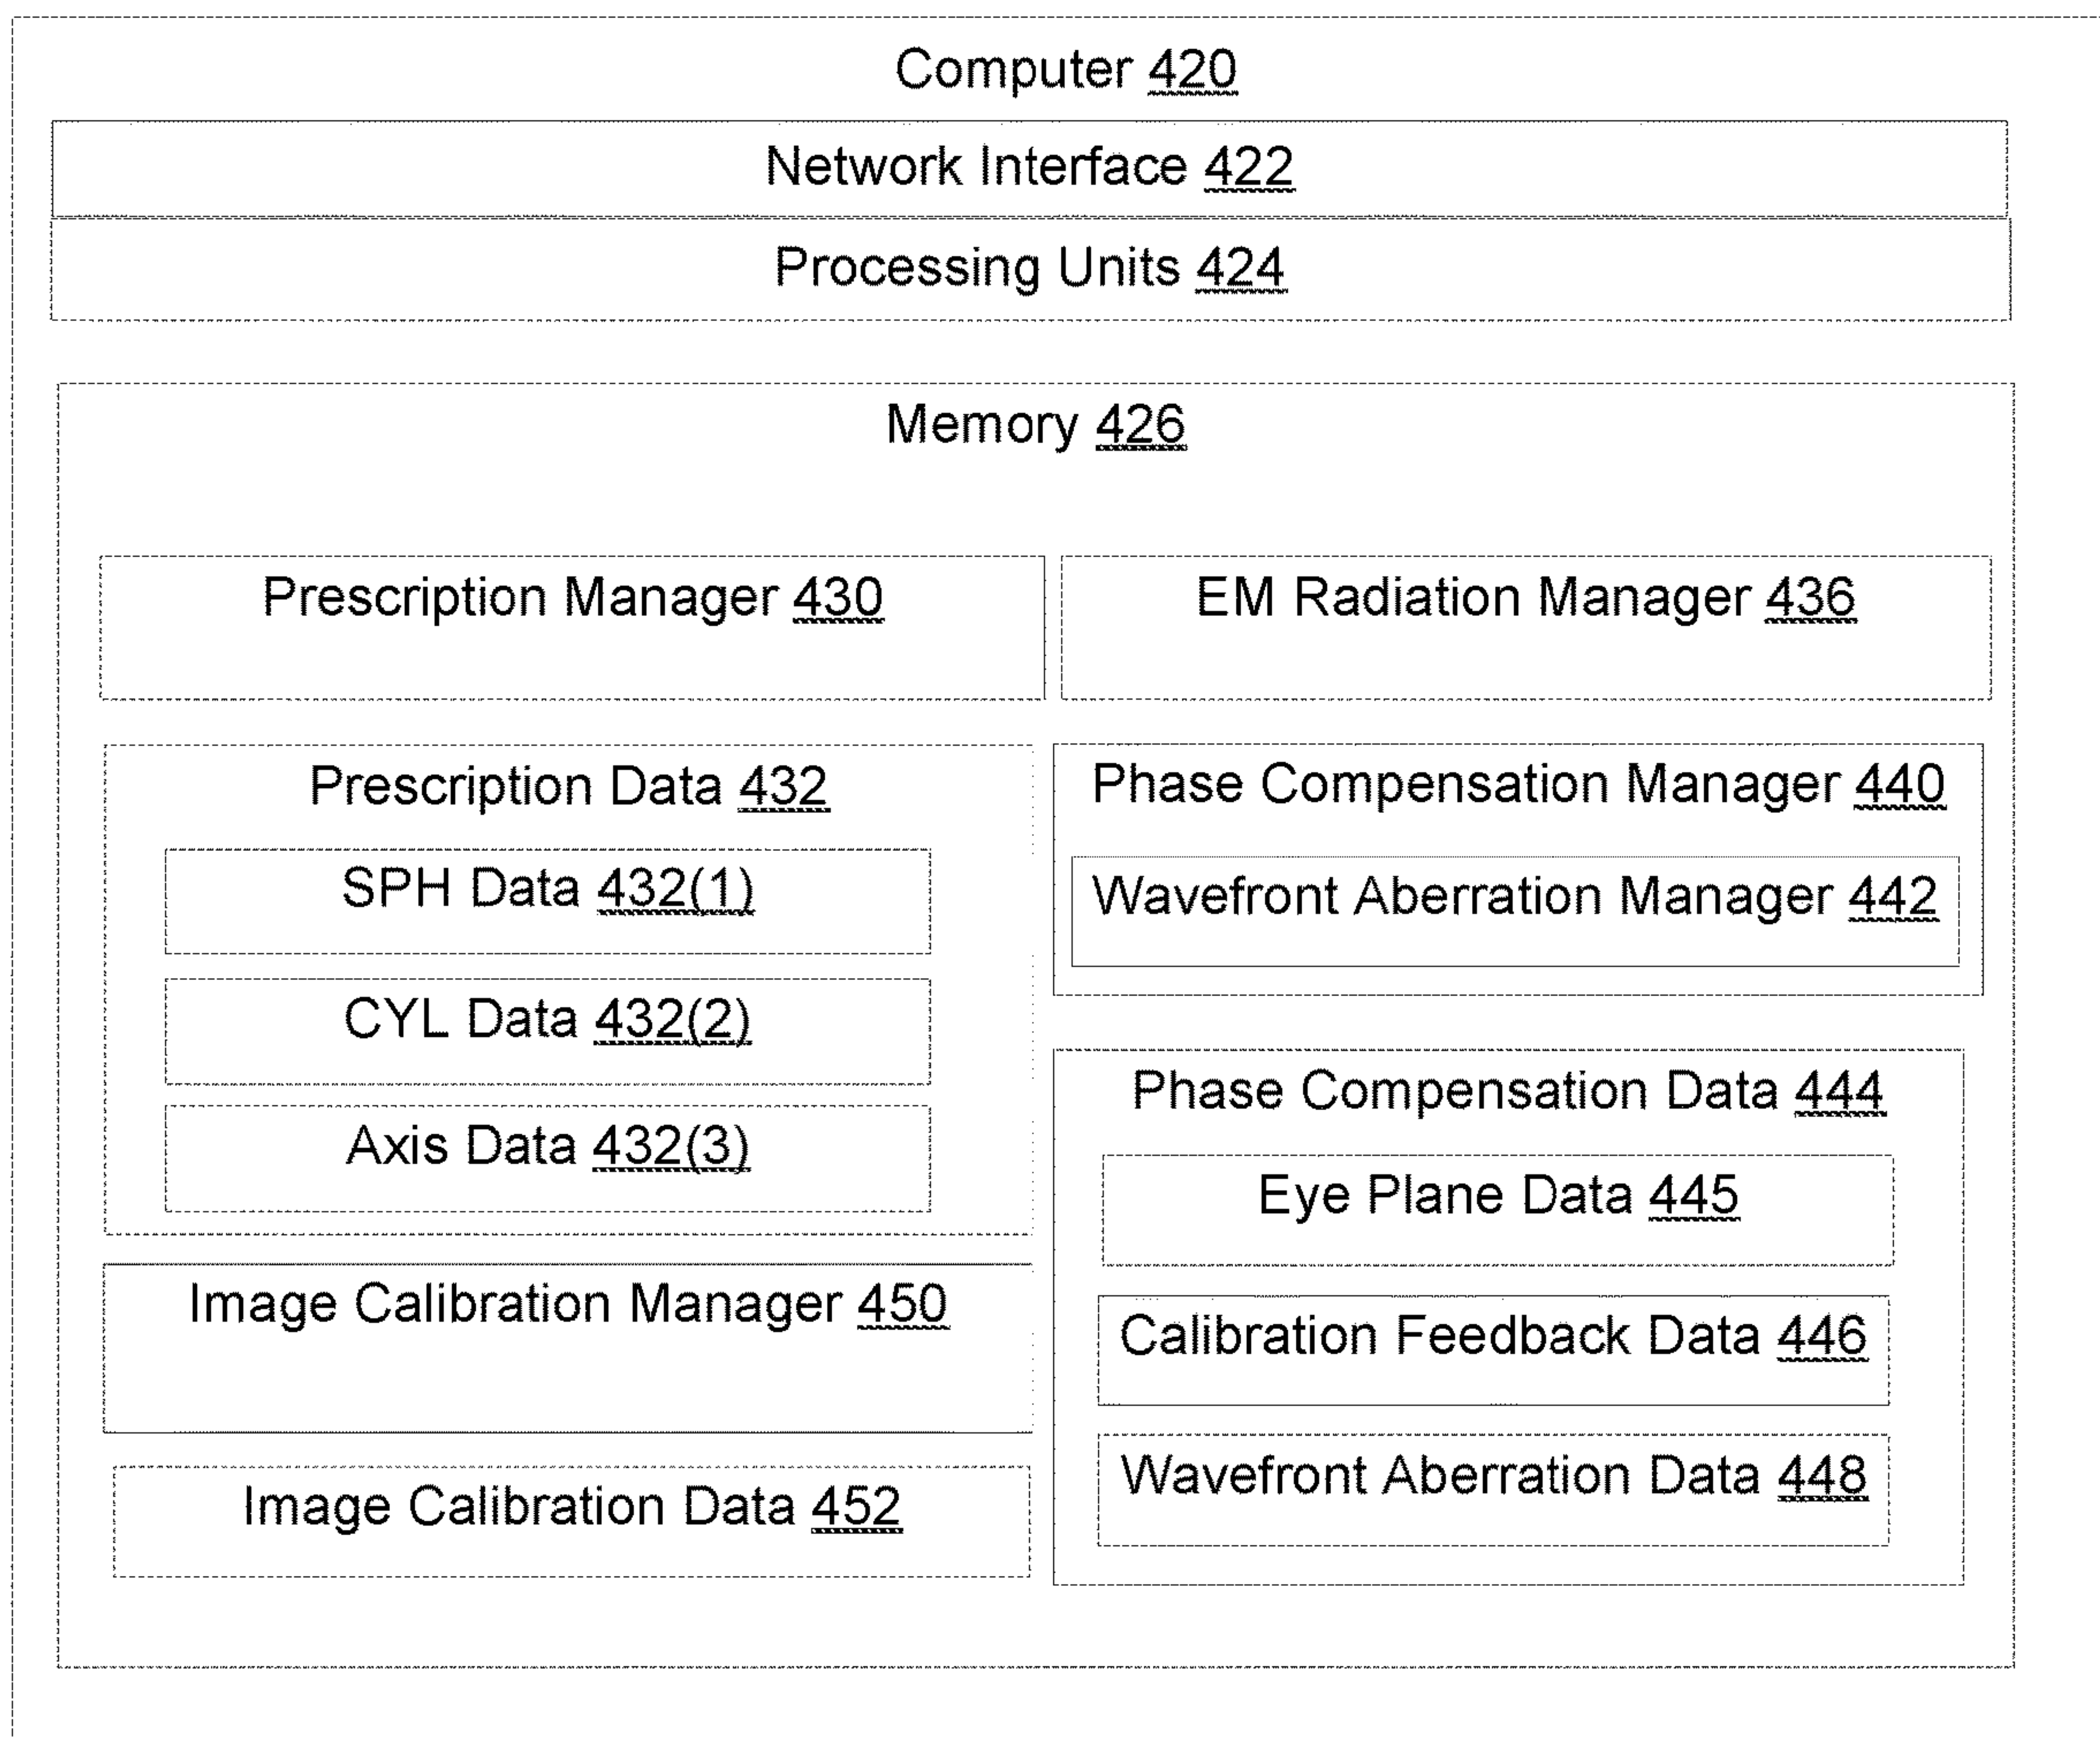 Computer 420
Network Interface 422
Processing Units 424
Memory 426
Prescription Manager 430
EM Radiation Manager 436
Prescription Data 432
SPH Data 432(1)
CYL Data 432(2)
Axis Data 432(3)
Phase Compensation Manager 440
Wavefront Aberration Manager 442
Phase Compensation Data 444
Eye Plane Data 445
Calibration Feedback Data 446
Wavefront Aberration Data 448
Image Calibration Manager 450
Image Calibration Data 452